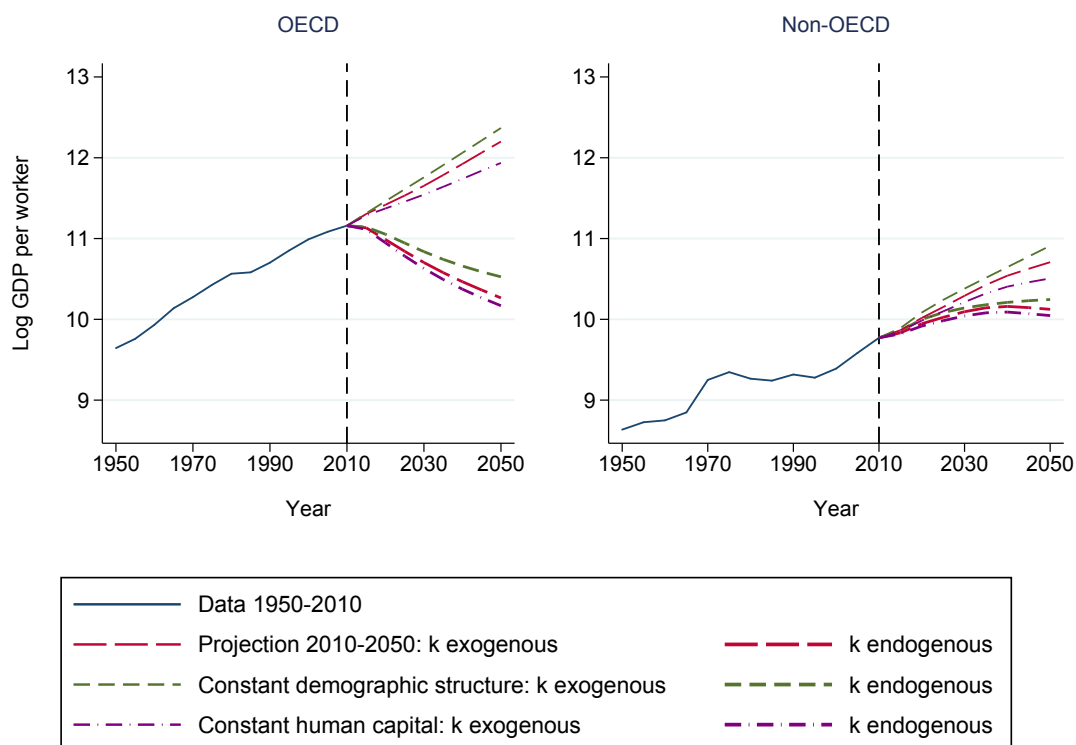 OECD
Non-OECD
Log GDP per worker
13
12
11
10
9
1950 1970 1990 2010 2030 2050
Year
13
12
11
10
9
1950 1970 1990 2010 2030 2050
Year
Data 1950-2010
Projection 2010-2050: k exogenous k endogenous
Constant demographic structure: k exogenous k endogenous
Constant human capital: k exogenous k endogenous